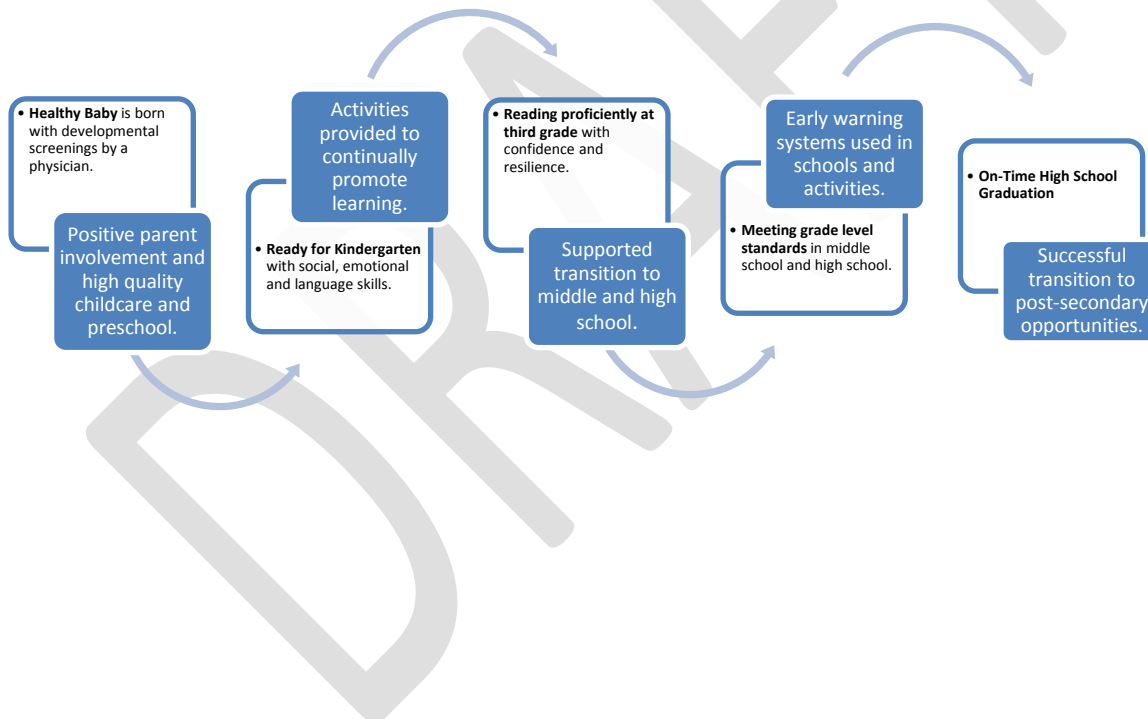 • Healthy Baby is born
with developmental
screenings by a
physician.
Positive parent
involvement and
high quality
childcare and
preschool.
Activities
provided to
continually
promote
learning.
• Ready for Kindergarten
with social, emotional
and language skills.
• Reading proficiently at
third grade with
confidence and
resilience.
Supported
transition to
middle and high
school.
Early warning
systems used in
schools and
activities.
• Meeting grade level
standards in middle
school and high school.
• On-Time High School
Graduation
Successful
transition to
post-secondary
opportunities.
DRAF